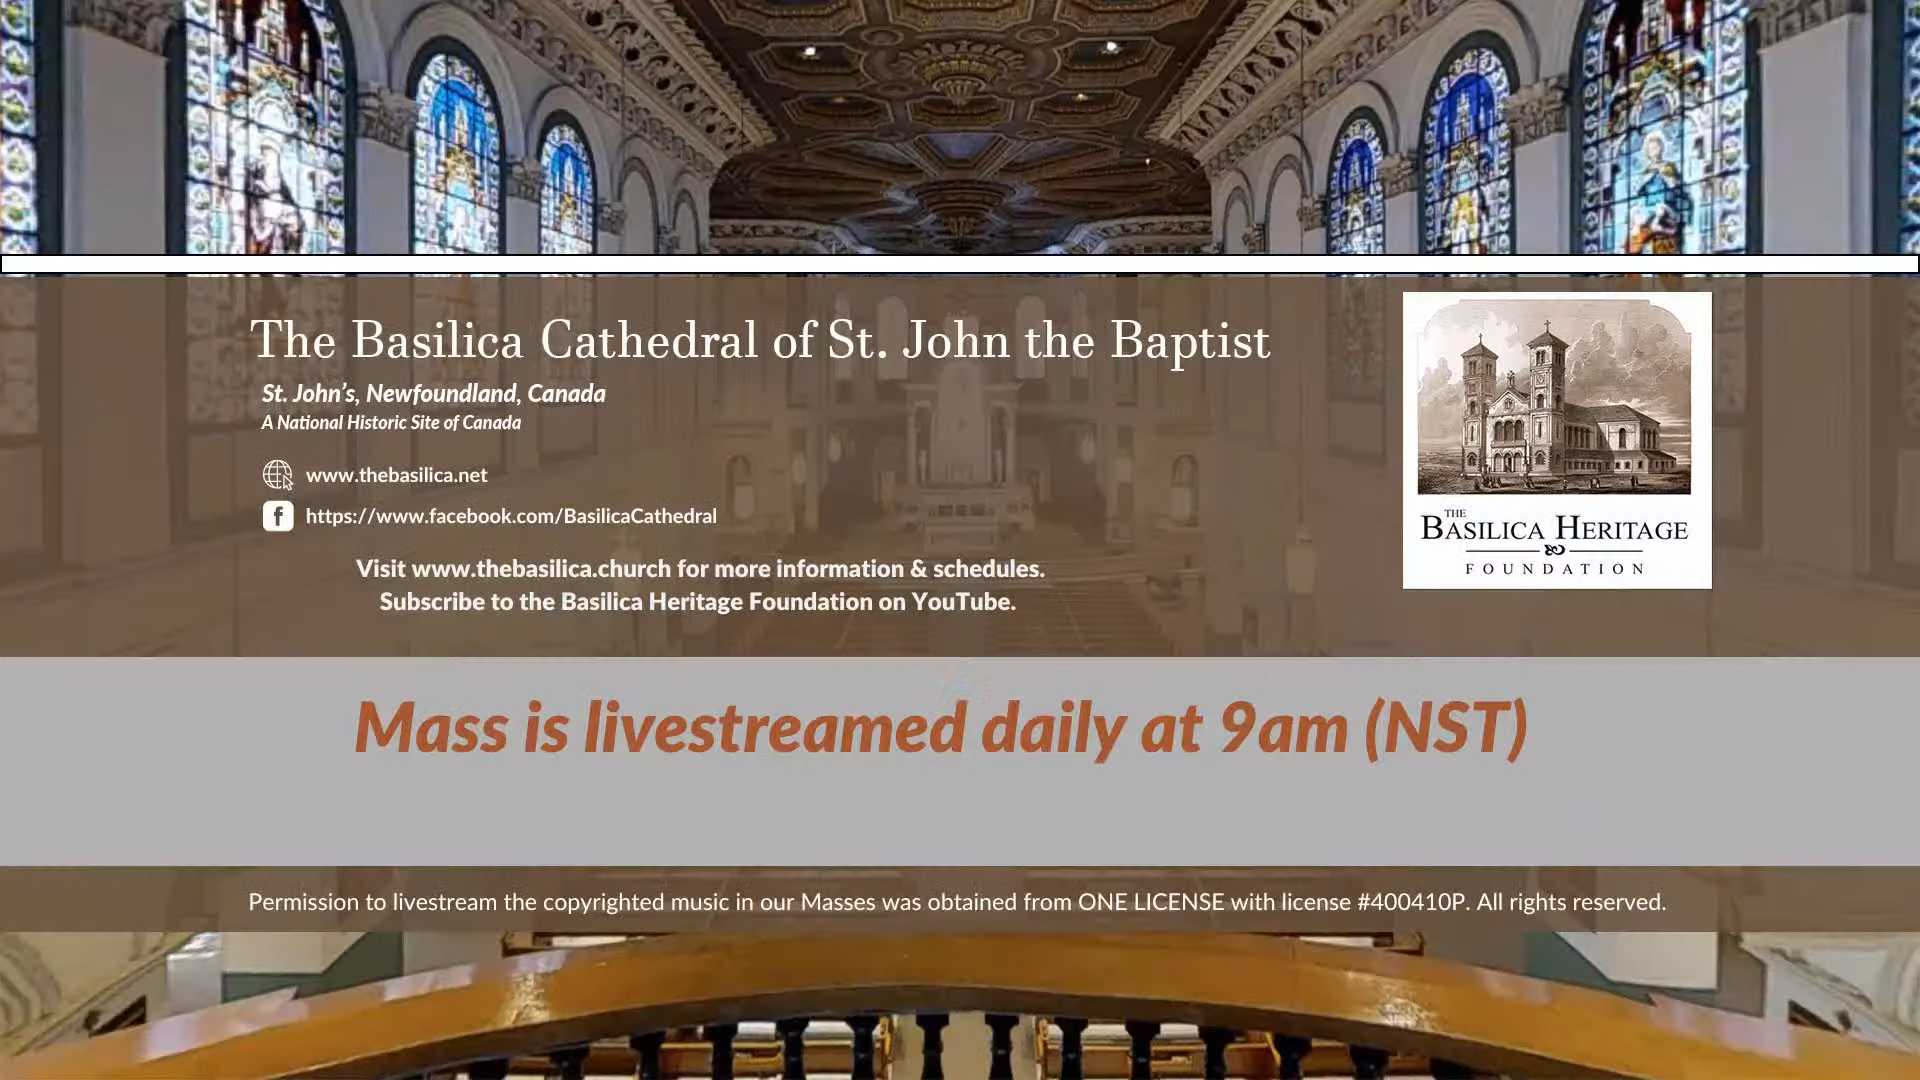 The Basilica Cathedral of St. John the Baptist
St. John's, Newfoundland, Canada
A National Historic Site of Canada
www.thebasilica.net
https://www.facebook.com/BasilicaCathedral
Visit www.thebasilica.church for more information & schedules.
Subscribe to the Basilica Heritage Foundation on YouTube.
THE
BASILICA HERITAGE
FOUNDATION
Mass is livestreamed daily at 9am (NST)
Permission to livestream the copyrighted music in our Masses was obtained from ONE LICENSE with license #400410P. All rights reserved.